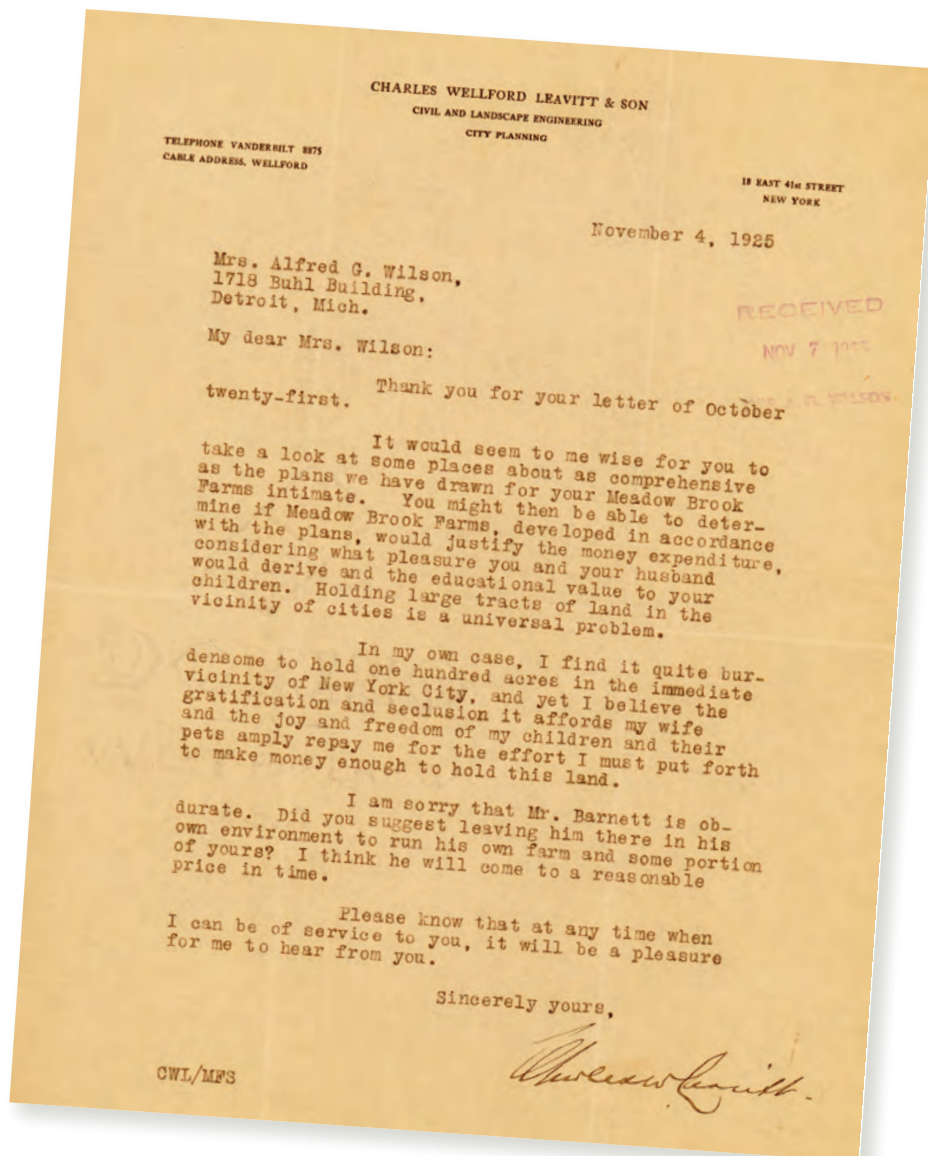 CHARLES WELLFORD LEAVITT & SON
CIVIL AND LANDSCAPE ENGINEERING
CITY PLANNING
TELEPHONE VANDERBILT 8875
CABLE ADDRESS, WELLFORD
18 EAST 41st STREET
NEW YORK
November 4, 1925
Mrs. Alfred G. Wilson,
1718 Buhl Building,
Detroit, Mich.
RECEIVED
NOV 7
WILSON
My dear Mrs. Wilson:
Thank you for your letter of October
twenty-first.
It would seem to me wise for you to
take a look at some places about as comprehensive
as the plans we have drawn for your Meadow Brook
Farms intimate. You might then be able to deter-
mine if Meadow Brook Farms, developed in accordance
with the plans, would justify the money expenditure,
considering what pleasure you and your husband
would derive and the educational value to your
children. Holding large tracts of land in the
vicinity of cities is a universal problem.
In my own case, I find it quite bur-
densome to hold one hundred acres in the immediate
vicinity of New York City, and yet I believe the
gratification and seclusion it affords my wife
and the joy and freedom of my children and their
pets amply repay me for the effort I must put forth
to make money enough to hold this land.
I am sorry that Mr. Barnett is ob-
durate. Did you suggest leaving him there in his
own environment to run his own farm and some portion
of yours? I think he will come to a reasonable
price in time.
Please know that at any time when
I can be of service to you, it will be a pleasure
for me to hear from you.
Sincerely yours,
Charles W Leavitt.
CWL/MFS